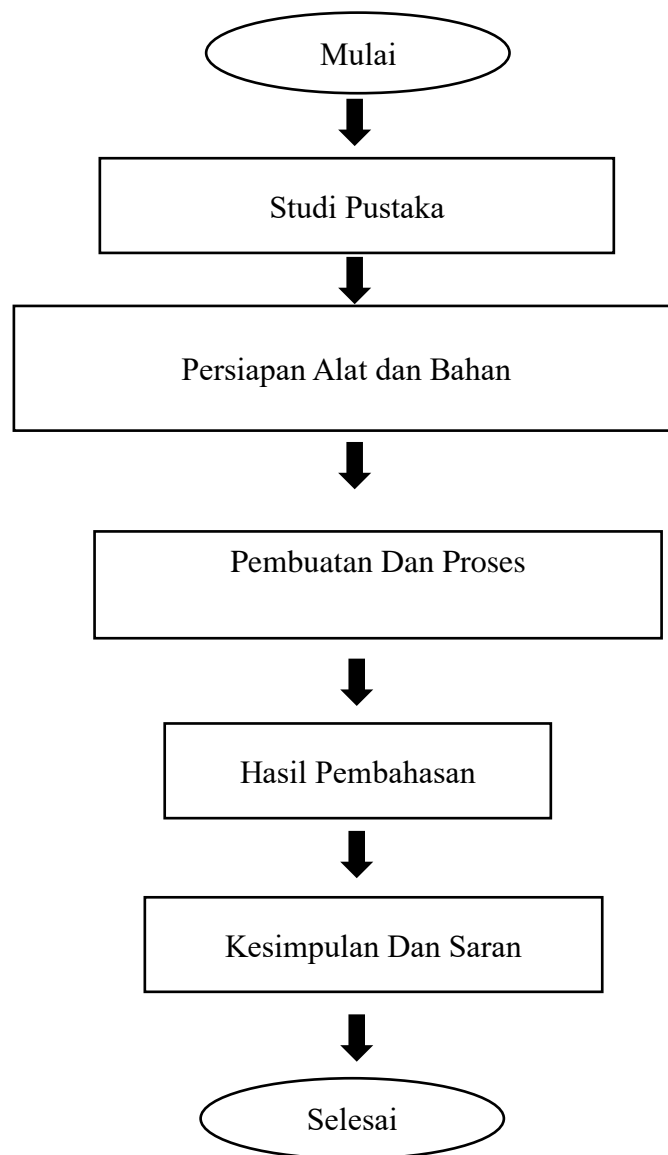 Mulai
Studi Pustaka
Persiapan Alat dan Bahan
Pembuatan Dan Proses
Hasil Pembahasan
Kesimpulan Dan Saran
Selesai